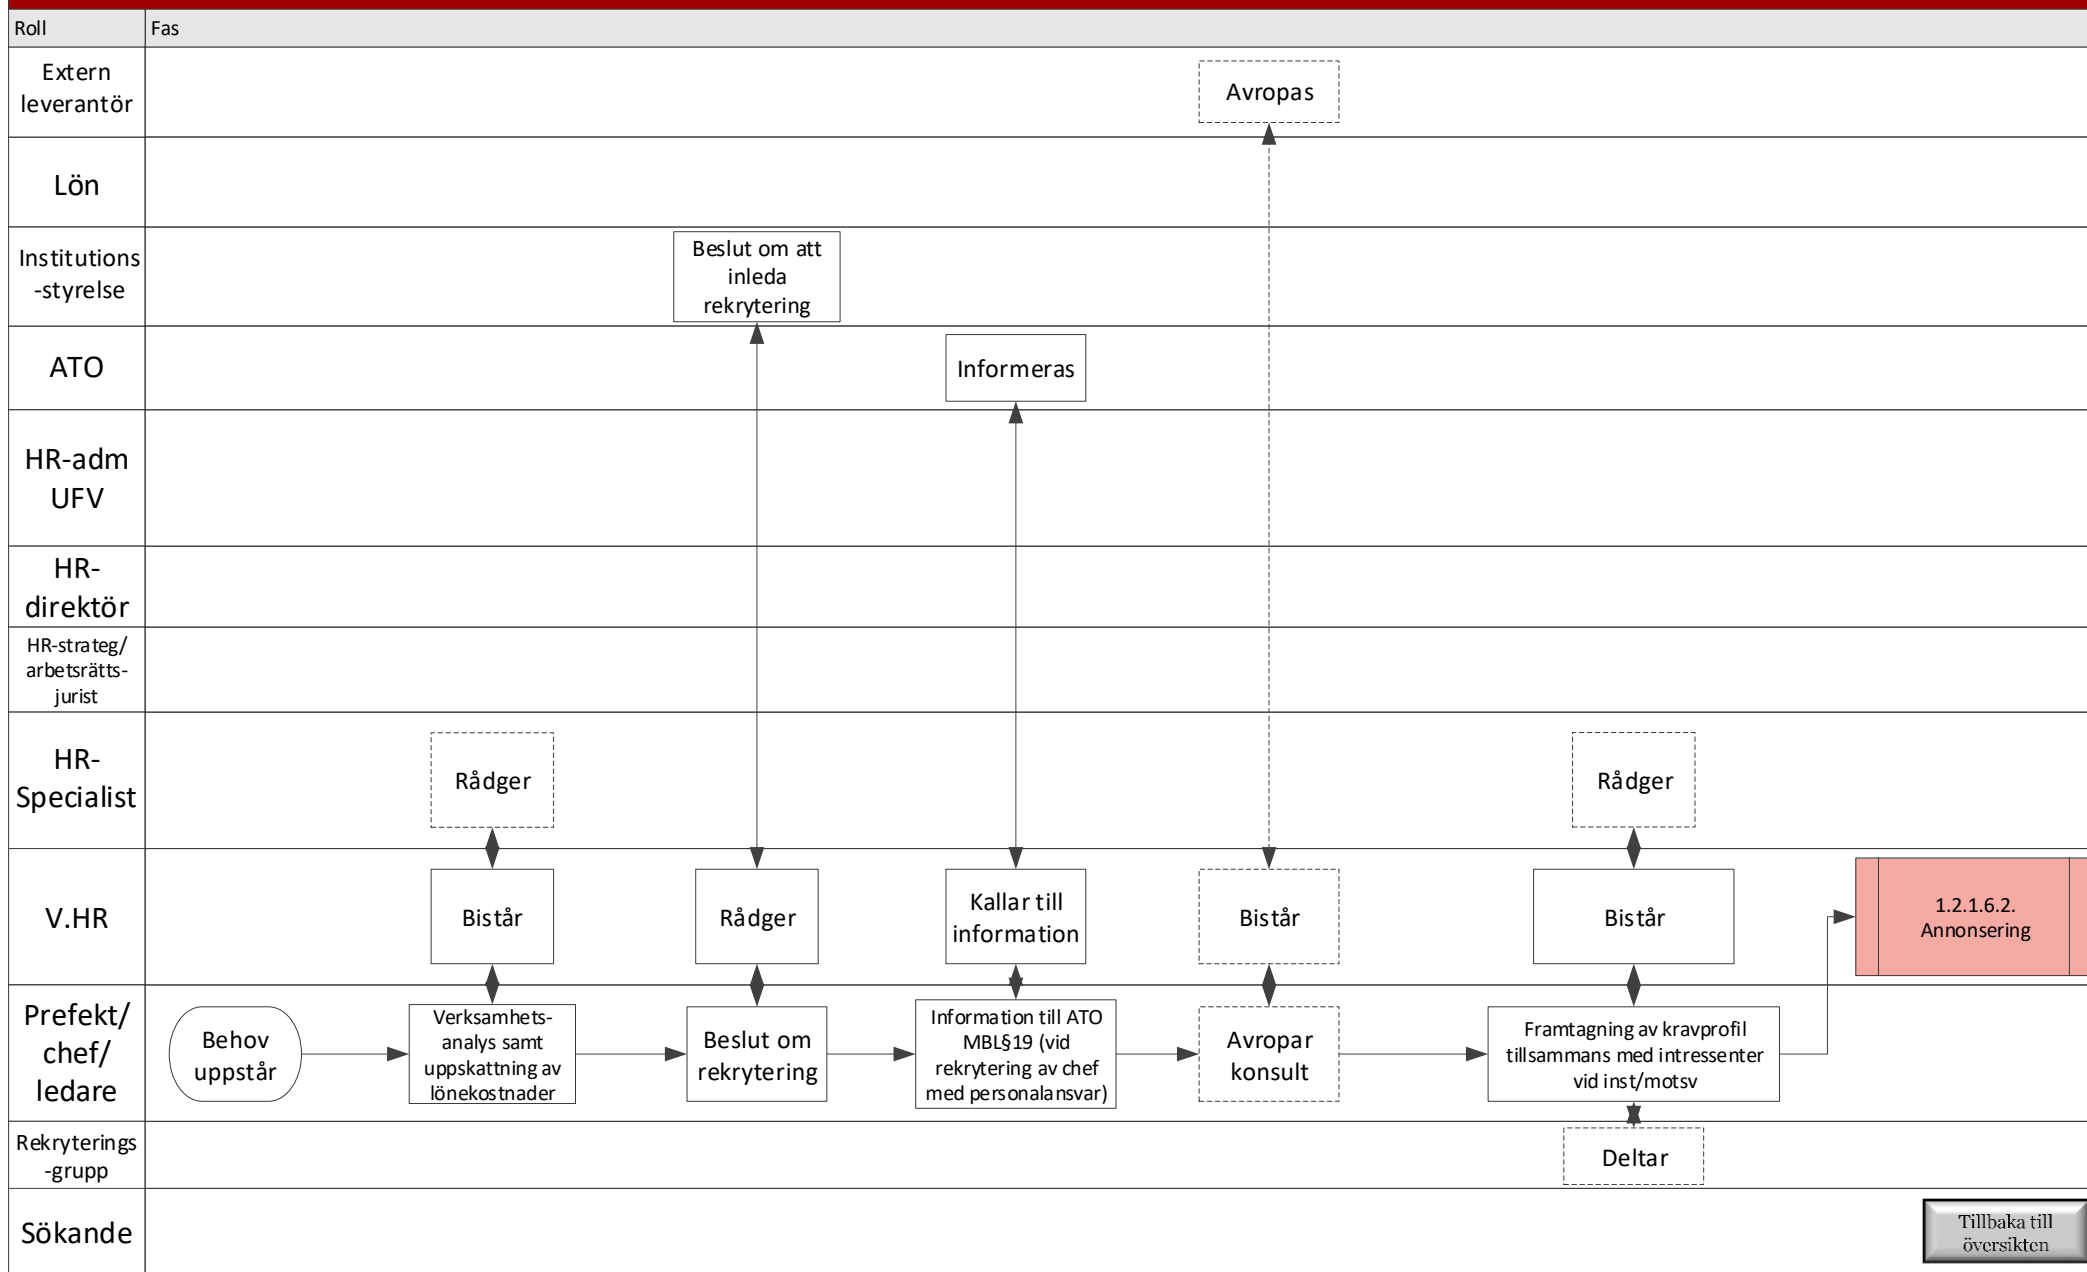 Roll
Fas
Extern
leverantör
Avropas
Lön
Institutions
-styrelse
Beslut om att
inleda
rekrytering
ATO
Informeras
HR-adm
UFV
HR-
direktör
HR-strateg/
arbetsrätts-
jurist
HR-
Specialist
Rådger
Rådger
V.HR
Bistår
Rådger
Kallar till
information
Bistår
Bistår
1.2.1.6.2.
Annonsering
Prefekt/
chef/
ledare
Behov
uppstår
Verksamhets-
analys samt
uppskattning av
lönekostnader
Beslut om
rekrytering
Information till ATO
MBL§19 (vid
rekrytering av chef
med personalansvar)
Avropar
konsult
Framtagning av kravprofil
tillsammans med intressenter
vid inst/motsv
Rekryterings
-grupp
Deltar
Sökande
Tillbaka till
översikten